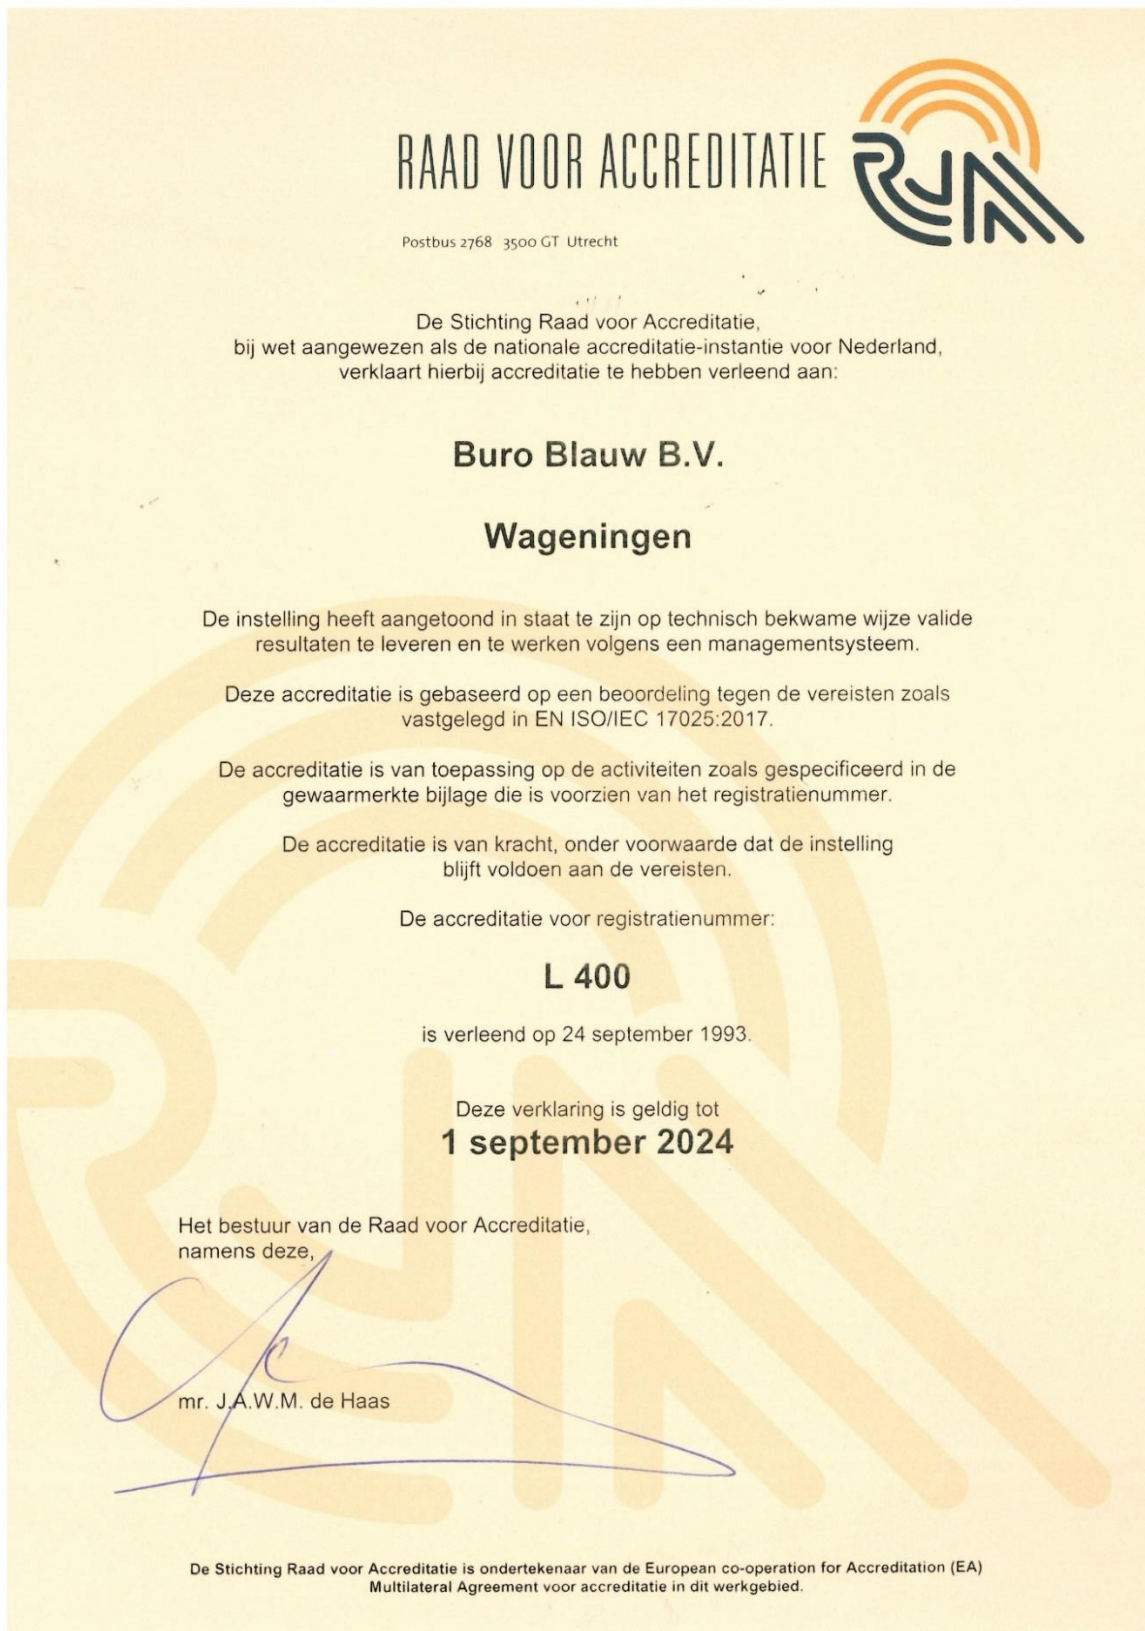 RAAD VOOR ACCREDITATIE
RvA
Postbus 2768 3500 GT Utrecht
De Stichting Raad voor Accreditatie,
bij wet aangewezen als de nationale accreditatie-instantie voor Nederland,
verklaart hierbij accreditatie te hebben verleend aan:
Buro Blauw B.V.
Wageningen
De instelling heeft aangetoond in staat te zijn op technisch bekwame wijze valide
resultaten te leveren en te werken volgens een managementsysteem.
Deze accreditatie is gebaseerd op een beoordeling tegen de vereisten zoals
vastgelegd in EN ISO/IEC 17025:2017.
De accreditatie is van toepassing op de activiteiten zoals gespecificeerd in de
gewaarmerkte bijlage die is voorzien van het registratienummer.
De accreditatie is van kracht, onder voorwaarde dat de instelling
blijft voldoen aan de vereisten.
De accreditatie voor registratienummer:
L 400
is verleend op 24 september 1993.
Deze verklaring is geldig tot
1 september 2024
Het bestuur van de Raad voor Accreditatie,
namens deze,
mr. J.A.W.M. de Haas
De Stichting Raad voor Accreditatie is ondertekenaar van de European co-operation for Accreditation (EA)
Multilateral Agreement voor accreditatie in dit werkgebied.